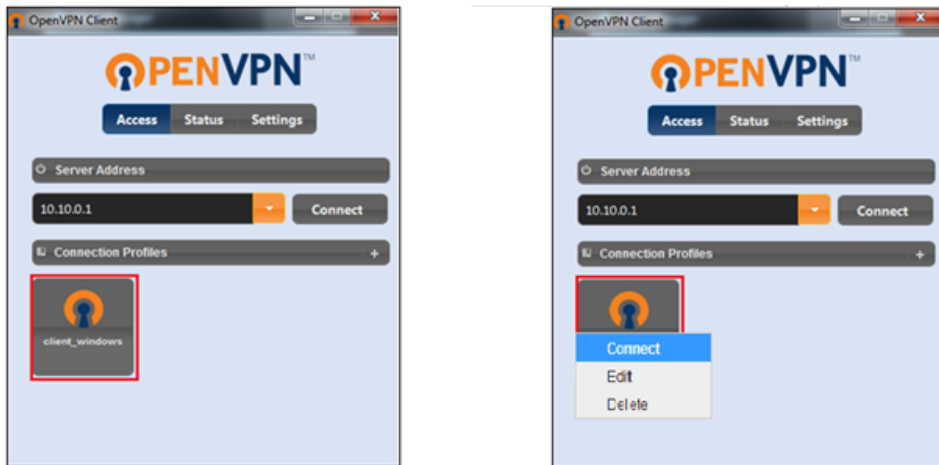 OpenVPN Client
OPENVPN™
Access Status Settings
Server Address
10.10.0.1 Connect
Connection Profiles +
client_windows
OpenVPN Client
OPENVPN™
Access Status Settings
Server Address
10.10.0.1 Connect
Connection Profiles +
Connect
Edit
Delete